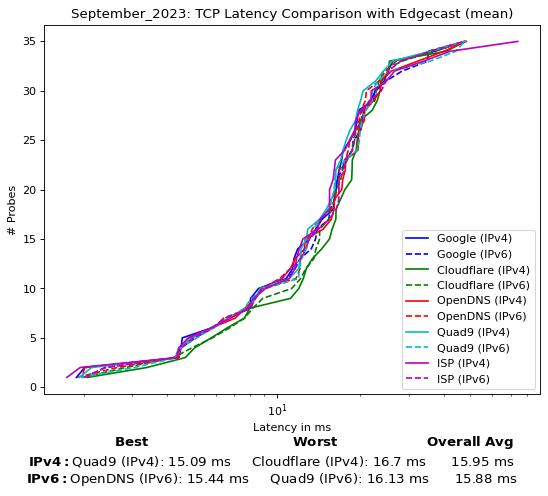 September_2023: TCP Latency Comparison with Edgecast (mean)
35
30
25
20
15
10
5
0
# Probes
Google (IPv4)
Google (IPv6)
Cloudflare (IPv4)
Cloudflare (IPv6)
OpenDNS (IPv4)
OpenDNS (IPv6)
Quad9 (IPv4)
Quad9 (IPv6)
ISP (IPv4)
ISP (IPv6)
10¹
Latency in ms
Best Worst Overall Avg
IPv4: Quad9 (IPv4): 15.09 ms Cloudflare (IPv4): 16.7 ms 15.95 ms
IPv6: OpenDNS (IPv6): 15.44 ms Quad9 (IPv6): 16.13 ms 15.88 ms